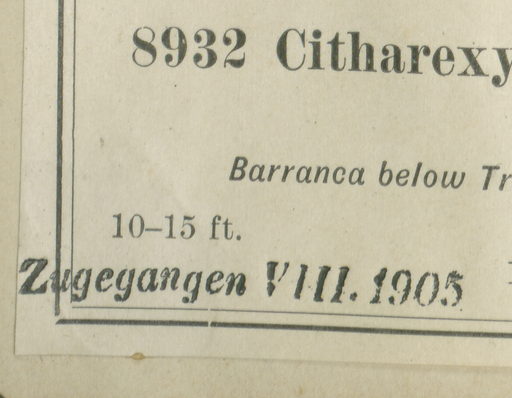 8932 Citharexy
Barranca below Tr
10–15 ft.
Zugegangen VIII. 1905